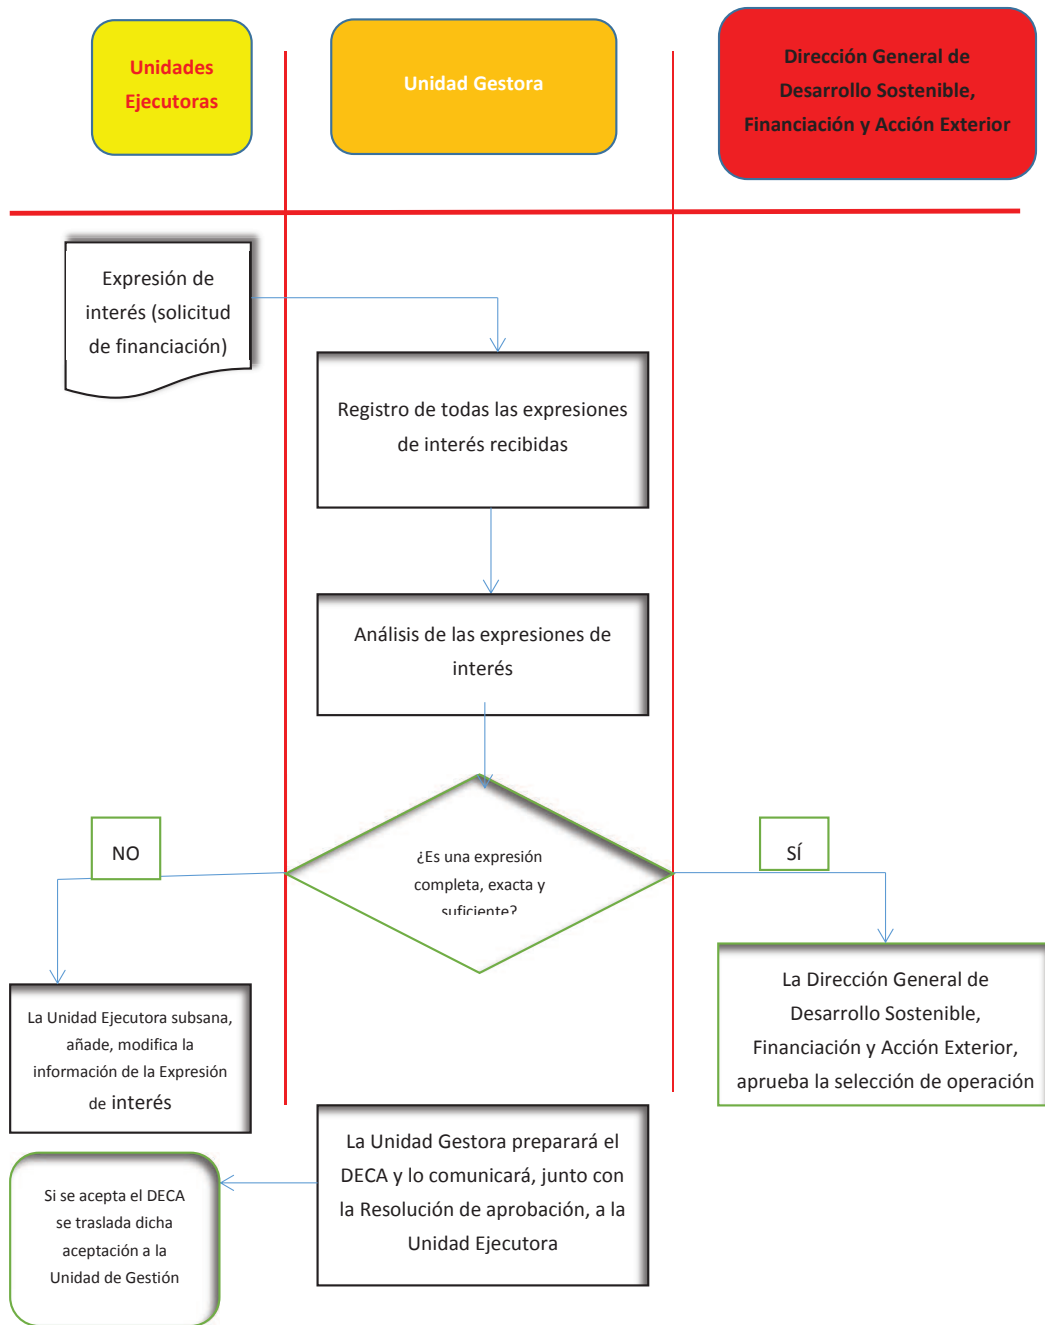 Unidades
Ejecutoras
Unidad Gestora
Dirección General de
Desarrollo Sostenible,
Financiación y Acción Exterior
Expresión de
interés (solicitud
de financiación)
Registro de todas las expresiones
de interés recibidas
Análisis de las expresiones de
interés
NO
¿Es una expresión
completa, exacta y
suficiente?
SÍ
La Unidad Ejecutora subsana,
añade, modifica la
información de la Expresión
de interés
La Dirección General de
Desarrollo Sostenible,
Financiación y Acción Exterior,
aprueba la selección de operación
La Unidad Gestora preparará el
DECA y lo comunicará, junto con
la Resolución de aprobación, a la
Unidad Ejecutora
Si se acepta el DECA
se traslada dicha
aceptación a la
Unidad de Gestión